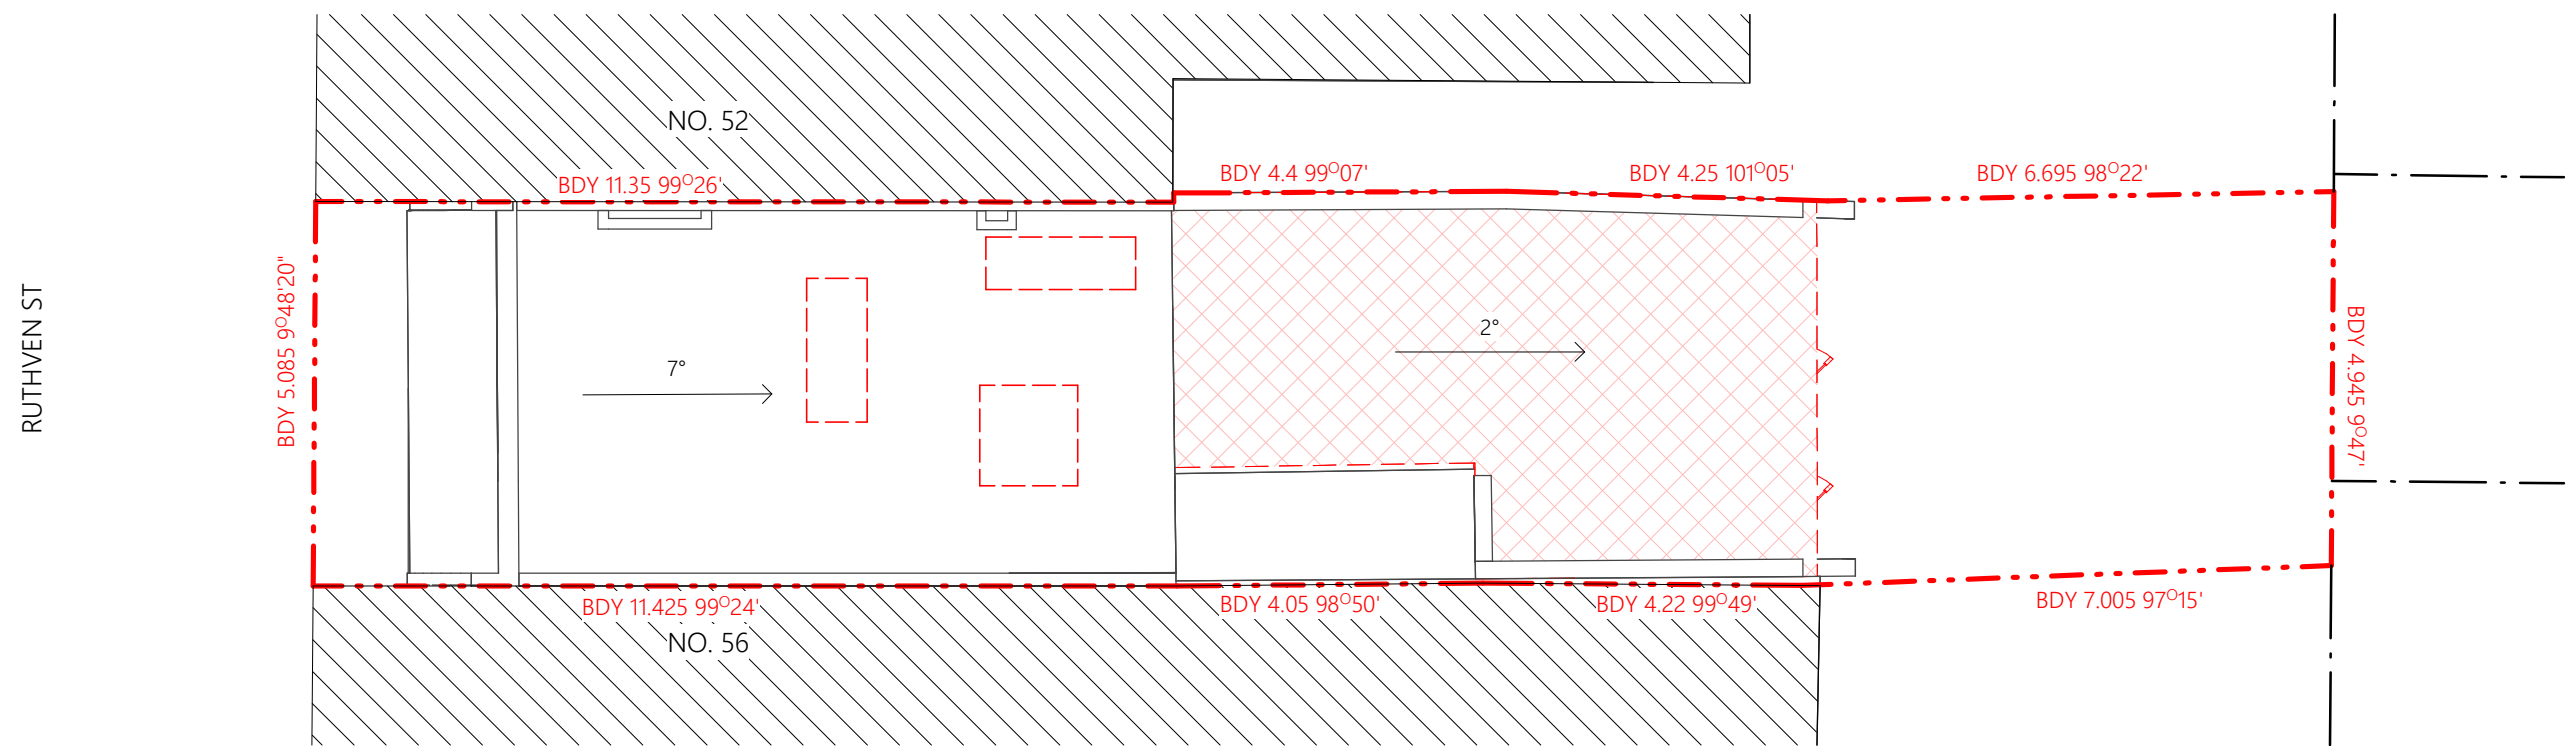 NO. 52
BDY 11.35 99°26'
BDY 4.4 99°07'
BDY 4.25 101°05'
BDY 6.695 98°22'
RUTHVEN ST
BDY 5.085 9°48'20"
7°
2°
BDY 4.945 9°47'
BDY 11.425 99°24'
BDY 4.05 98°50'
BDY 4.22 99°49'
BDY 7.005 97°15'
NO. 56